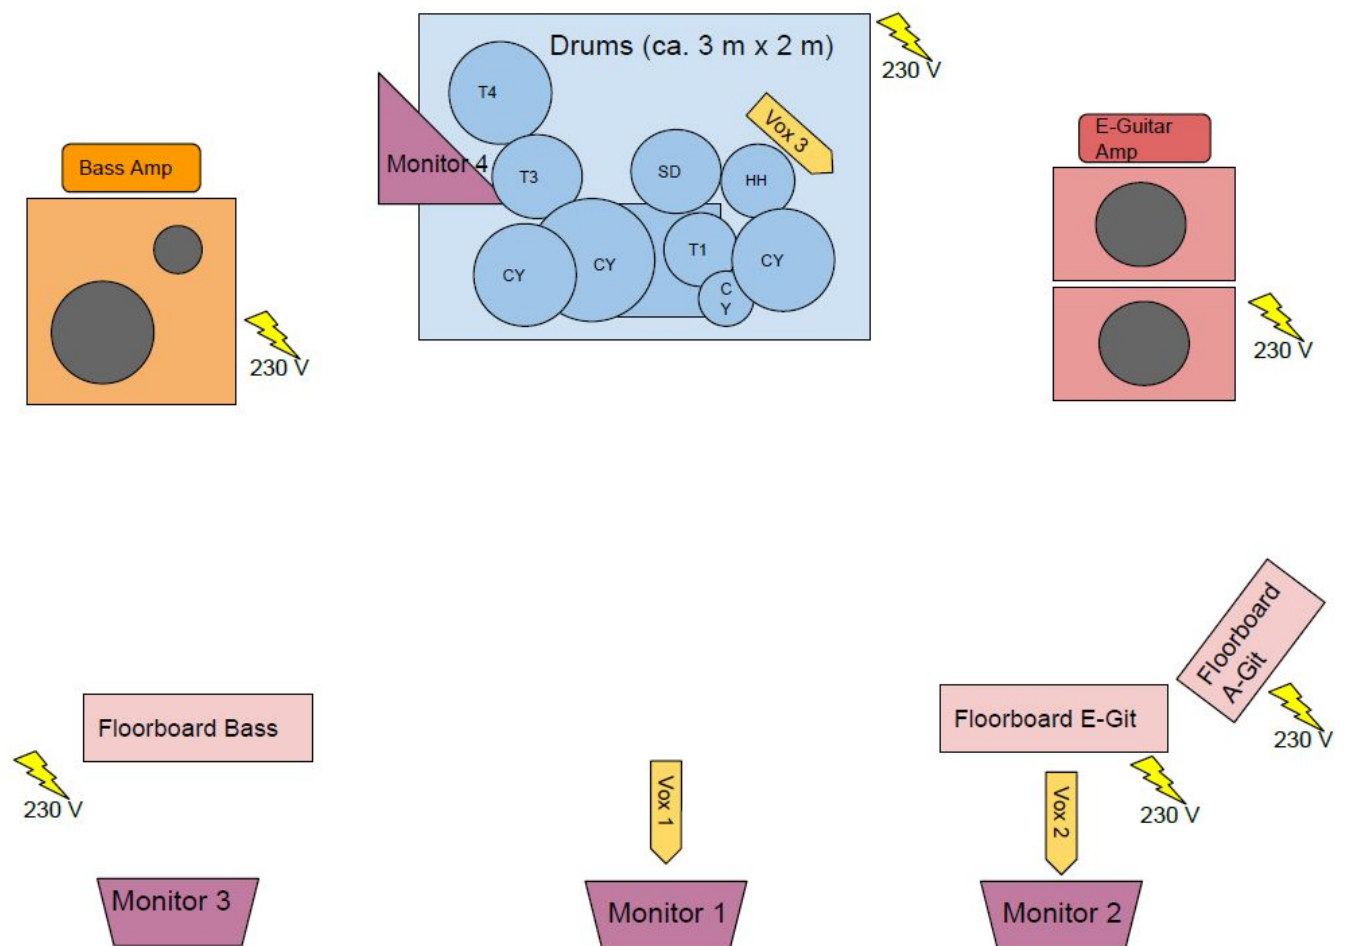 Drums (ca. 3 m x 2 m)
230 V
T4
Vox 3
E-Guitar
Amp
Bass Amp
Monitor 4
T3
SD
HH
T1
CY
CY
CY
C
Y
230 V
230 V
Floorboard
A-Git
Floorboard Bass
Floorboard E-Git
230 V
230 V
230 V
Vox 1
Vox 2
Monitor 3
Monitor 1
Monitor 2